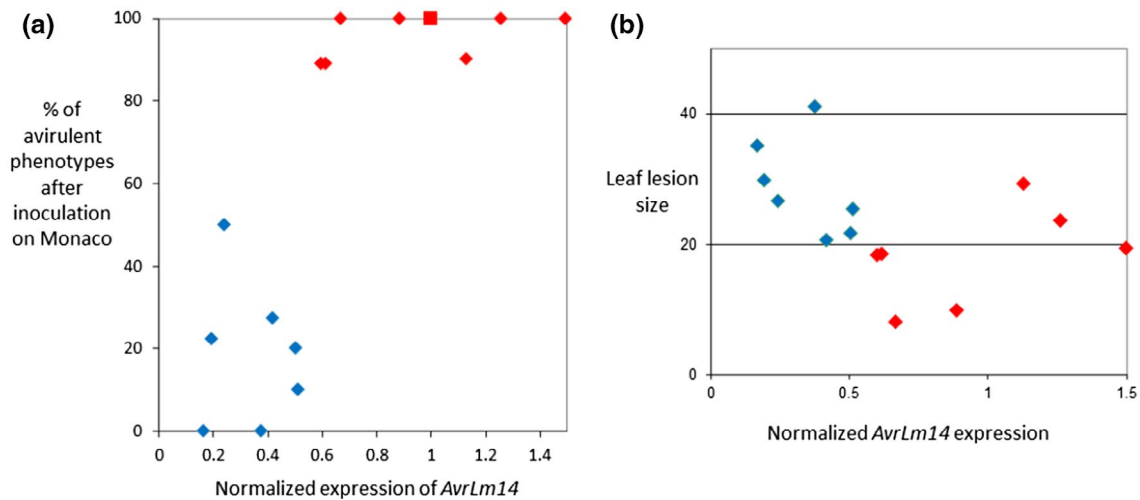 (a)
% of
avirulent
phenotypes
after
inoculation
on Monaco
100
80
60
40
20
0
0 0.2 0.4 0.6 0.8 1 1.2 1.4
Normalized expression of AvrLm14
(b)
Leaf lesion
size
40
20
0
0 0.5 1 1.5
Normalized AvrLm14 expression